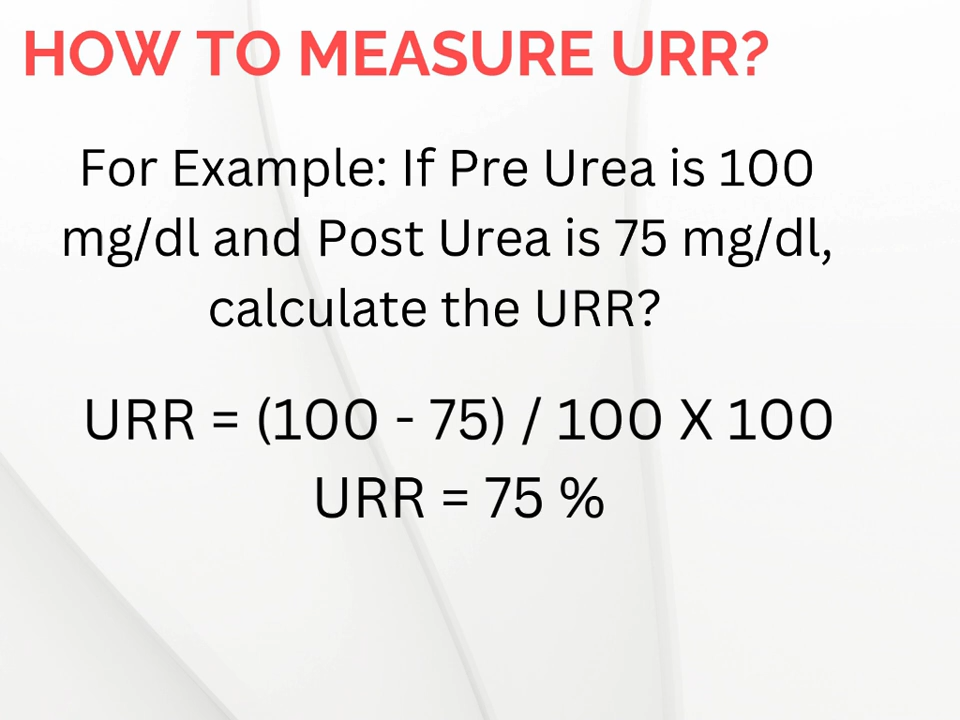 HOW TO MEASURE URR?
For Example: If Pre Urea is 100
mg/dl and Post Urea is 75 mg/dl,
calculate the URR?
URR = (100 - 75) / 100 X 100
URR = 75 %